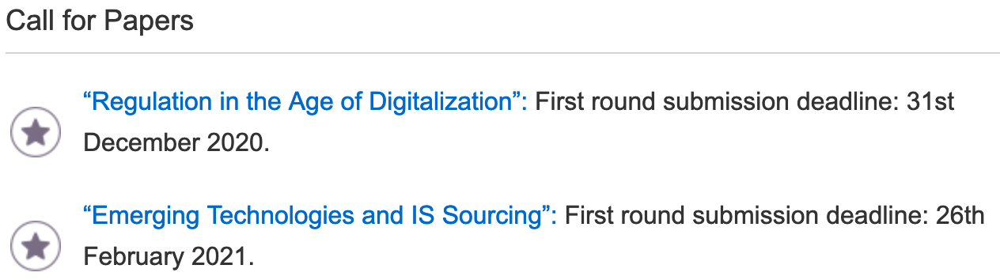 Call for Papers
“Regulation in the Age of Digitalization”: First round submission deadline: 31st
December 2020.
“Emerging Technologies and IS Sourcing”: First round submission deadline: 26th
February 2021.